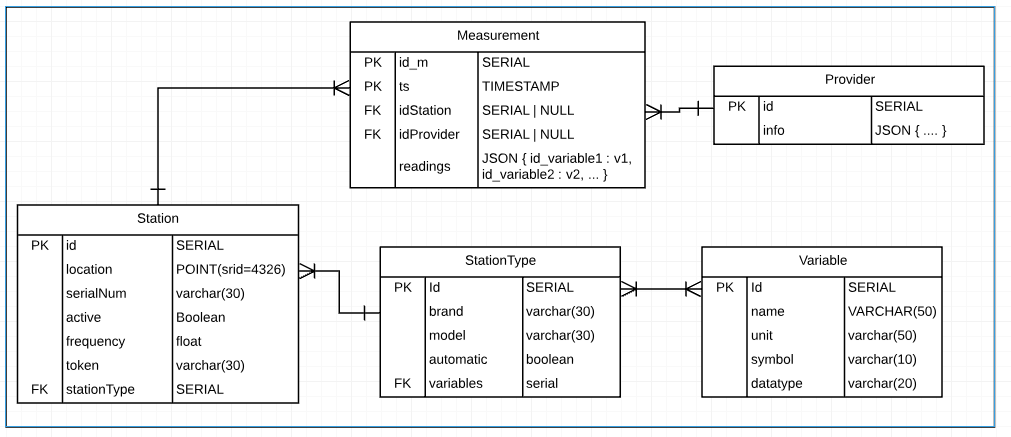 Measurement
PK id_m SERIAL
PK ts TIMESTAMP
FK idStation SERIAL | NULL
FK idProvider SERIAL | NULL
readings JSON { id_variable1 : v1,
id_variable2 : v2, ... }
Provider
PK id SERIAL
info JSON { .... }
Station
PK id SERIAL
location POINT(srid=4326)
serialNum varchar(30)
active Boolean
frequency float
token varchar(30)
FK stationType SERIAL
StationType
PK Id SERIAL
brand varchar(30)
model varchar(30)
automatic boolean
FK variables serial
Variable
PK Id SERIAL
name VARCHAR(50)
unit varchar(50)
symbol varchar(10)
datatype varchar(20)